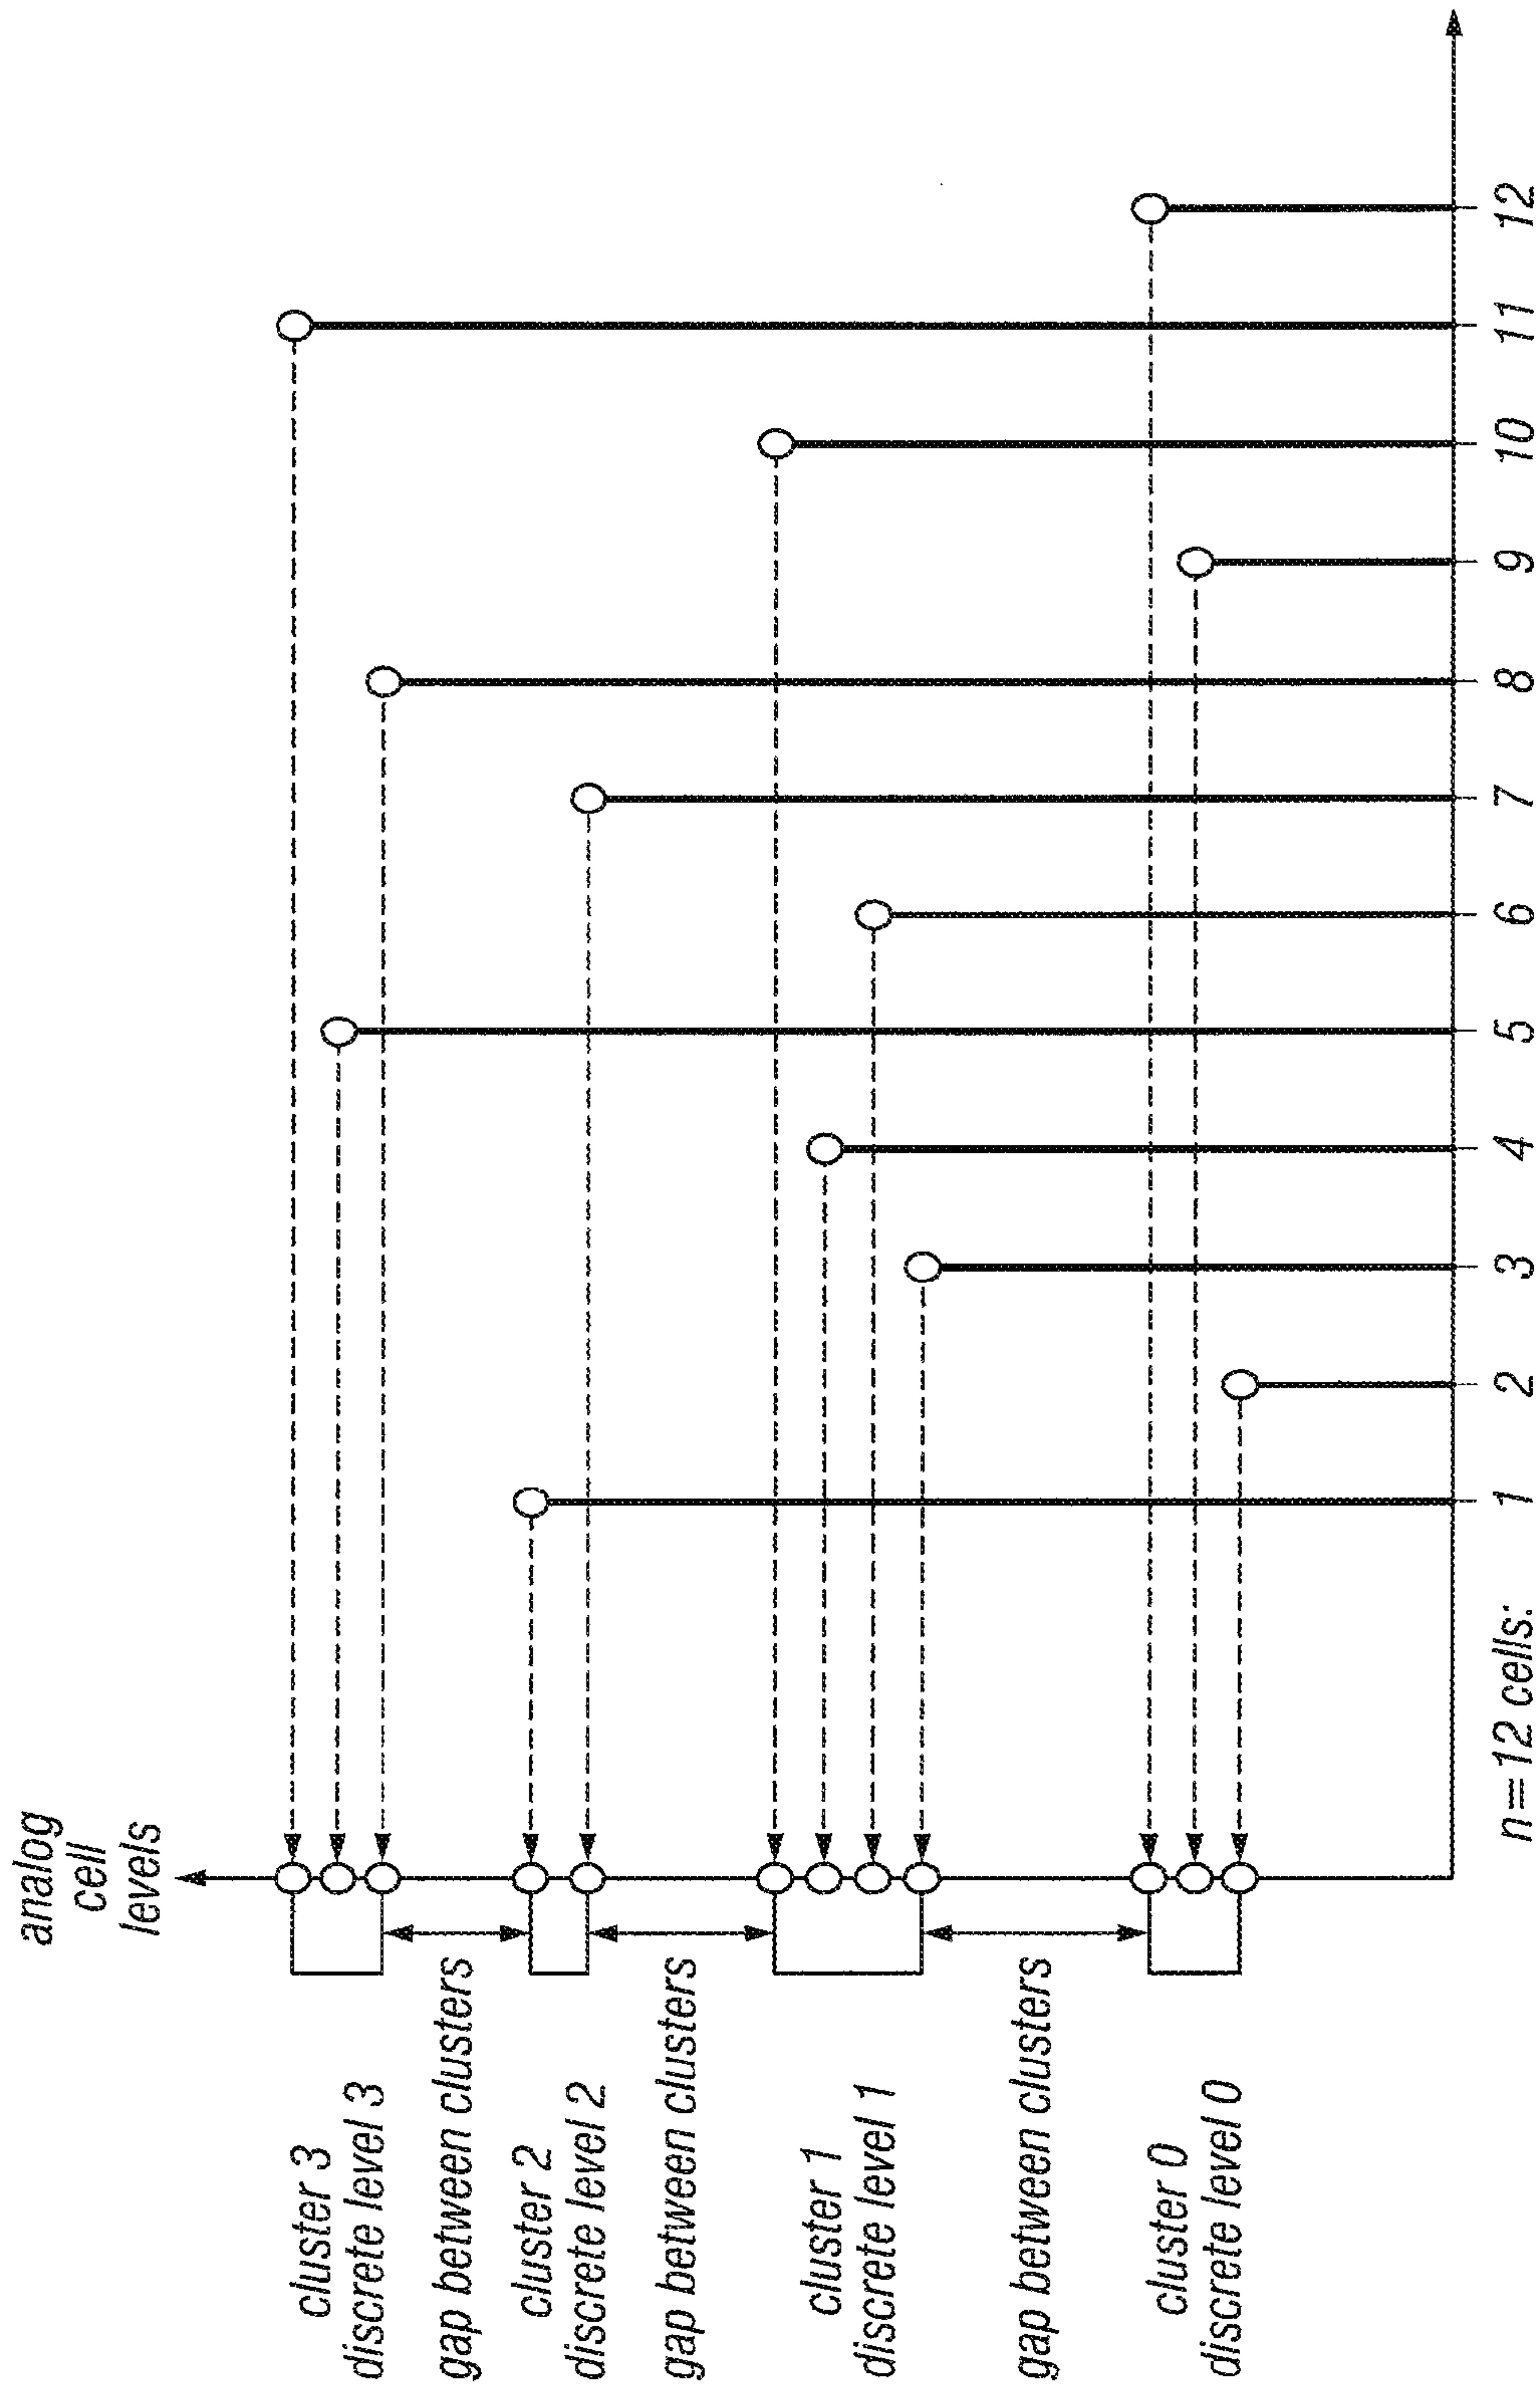 analog
cell
levels
cluster 3
discrete level 3
gap between clusters
cluster 2
discrete level 2
gap between clusters
cluster 1
discrete level 1
gap between clusters
cluster 0
discrete level 0
n=12 cells: 1 2 3 4 5 6 7 8 9 10 11 12